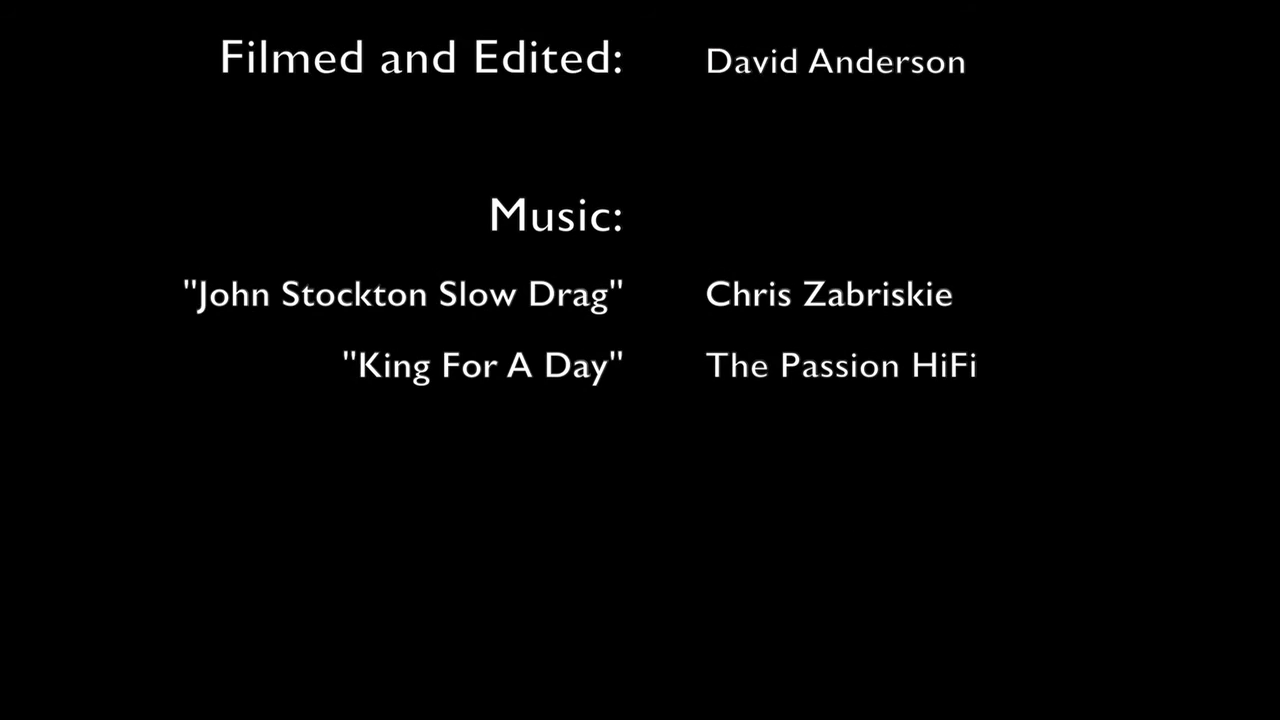 Filmed and Edited: David Anderson
Music:
"John Stockton Slow Drag" Chris Zabriskie
"King For A Day" The Passion HiFi